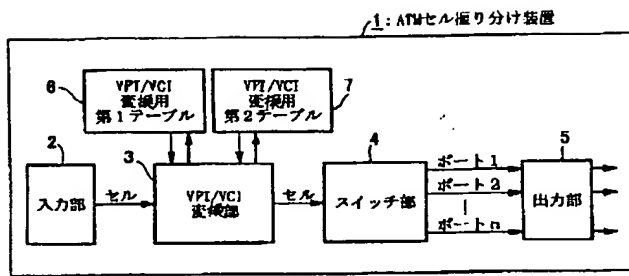 1:ATMセル振り分け装置
6
VPI/VCI
変換用
第1テーブル
VPI/VCI
変換用
第2テーブル
7
2
入力部
セル
3
VPI/VCI
変換部
セル
4
スイッチ部
ポート1
ポート2
ポートn
5
出力部